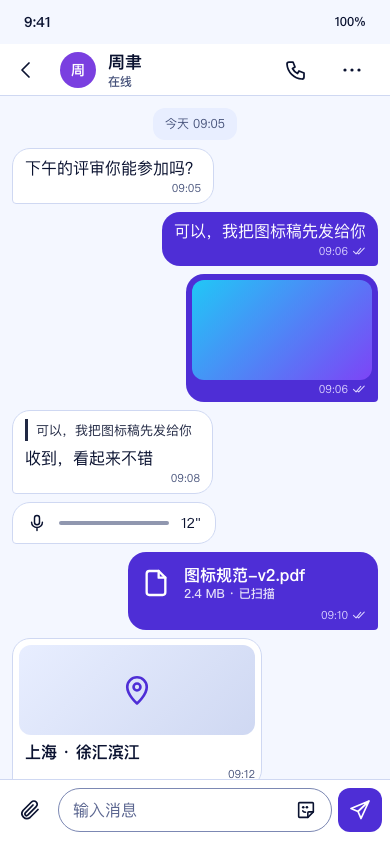 9:41
100%
周
周聿
在线
今天 09:05
下午的评审你能参加吗？
09:05
可以，我把图标稿先发给你
09:06
09:06
可以，我把图标稿先发给你
收到，看起来不错
09:08
12"
图标规范-v2.pdf
2.4 MB · 已扫描
09:10
上海 · 徐汇滨江
09:12
输入消息